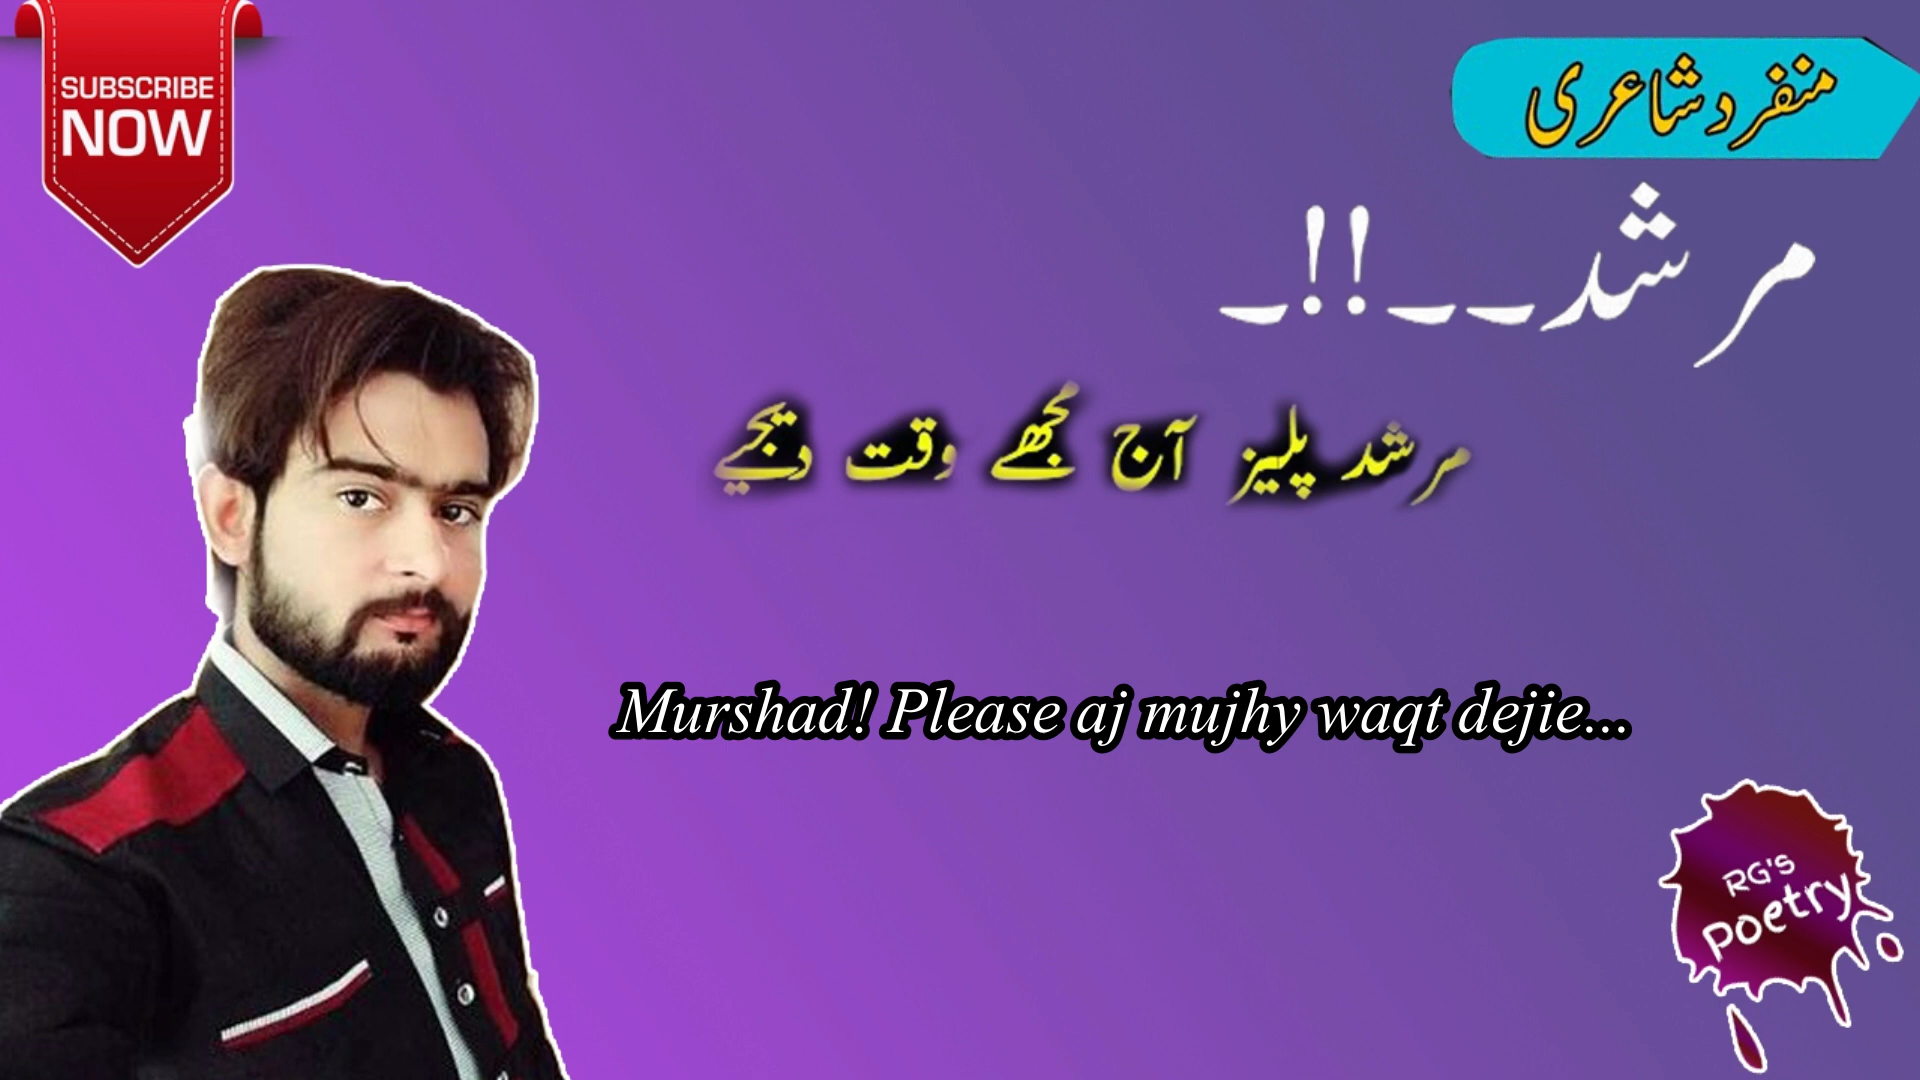 SUBSCRIBE
NOW
منفرد شاعری
مرشد۔۔!!۔
مرشد پلیز آج مجھے وقت دیجیے
Murshad! Please aj mujhy waqt dejie...
RG's
poetry